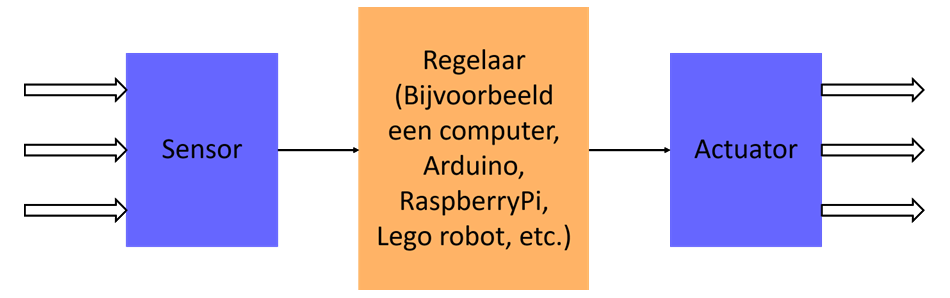 Sensor
Regelaar
(Bijvoorbeeld
een computer,
Arduino,
RaspberryPi,
Lego robot, etc.)
Actuator